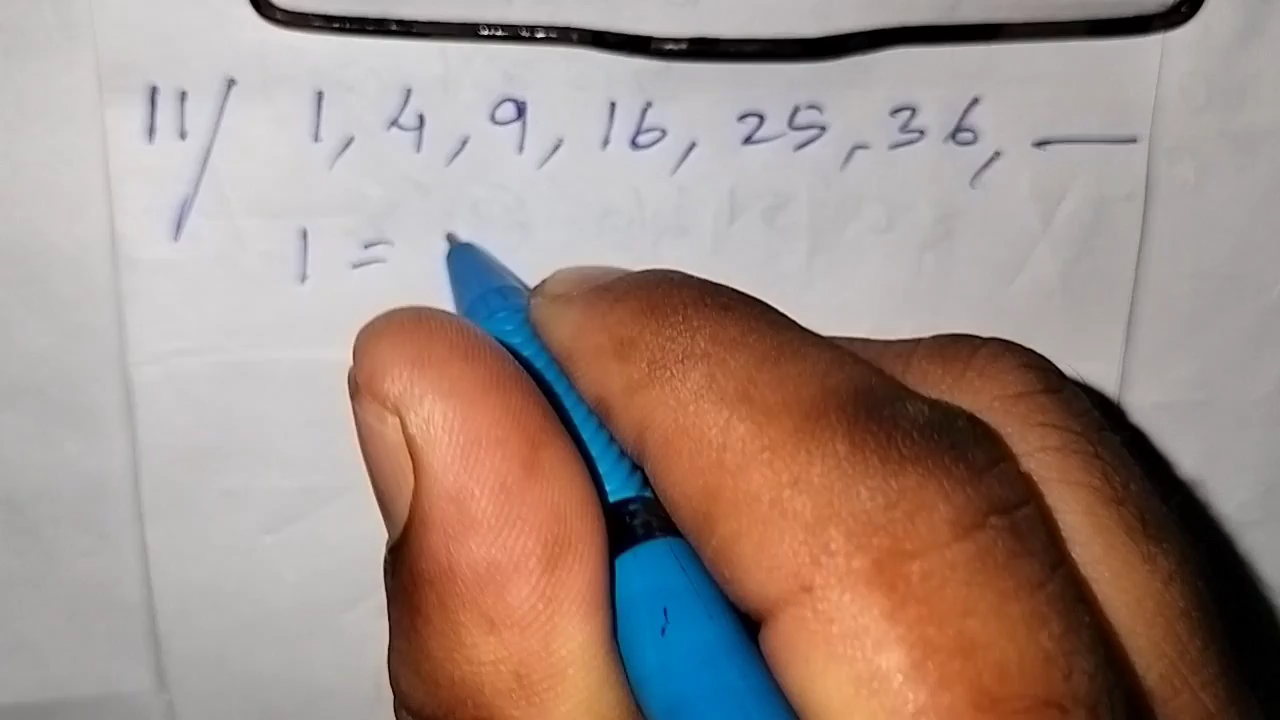 11/ 1, 4, 9, 16, 25, 36, —
1 =